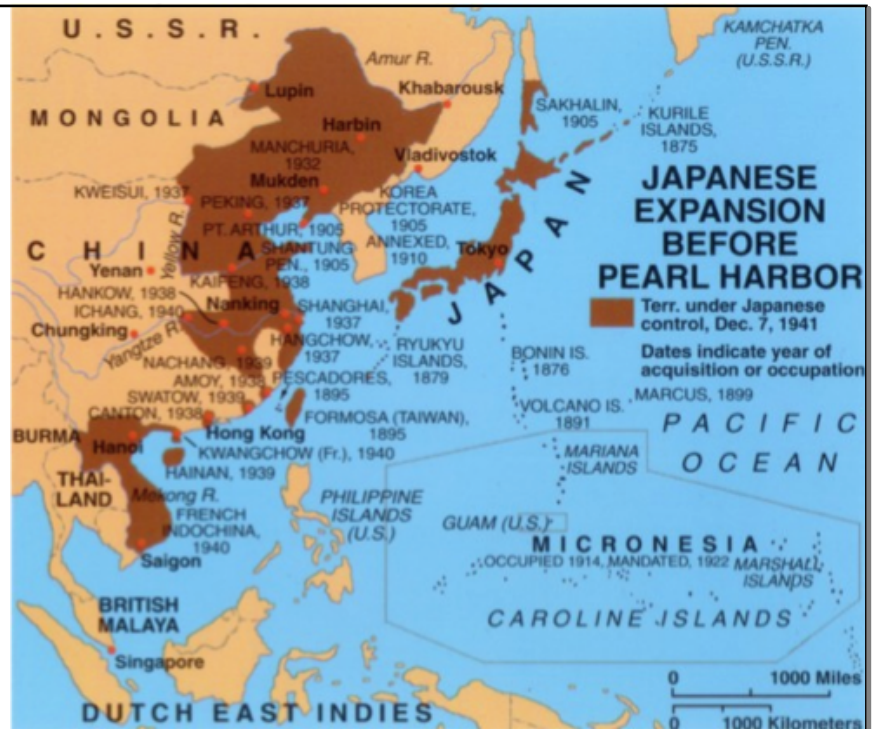 U.S.S.R.
KAMCHATKA
PEN.
(U.S.S.R.)
Amur R.
Lupin
Khabarousk
SAKHALIN,
1905
KURILE
ISLANDS,
1875
MONGOLIA
Harbin
MANCHURIA,
1932
Vladivostok
Mukden
KWEISUI, 1937
PEKING, 1937
KOREA
PROTECTORATE,
1905
ANNEXED,
1910
PT. ARTHUR, 1905
SHANTUNG
PEN., 1905
JAPANESE
EXPANSION
BEFORE
PEARL HARBOR
Terr. under Japanese
control, Dec. 7, 1941
Dates indicate year of
acquisition or occupation
CHINA
Yellow R.
Tokyo
JAPAN
Yenan
KAIFENG, 1938
HANKOW, 1938
ICHANG, 1940
Nanking
SHANGHAI,
1937
Chungking
Yangtze R.
HANGCHOW,
1937
RYUKYU
ISLANDS,
1879
BONIN IS.
1876
NACHANG, 1939
AMOY, 1938
PESCADORES,
1895
SWATOW, 1939
MARCUS, 1899
VOLCANO IS.
1891
CANTON, 1938
FORMOSA (TAIWAN),
1895
PACIFIC
OCEAN
BURMA
Hanoi
Hong Kong
KWANGCHOW (Fr.), 1940
HAINAN, 1939
MARIANA
ISLANDS
THAI-
LAND
Mekong R.
FRENCH
INDOCHINA,
1940
PHILIPPINE
ISLANDS
(U.S.)
GUAM (U.S.)
MICRONESIA
OCCUPIED 1914, MANDATED, 1922
MARSHALL
ISLANDS
Saigon
CAROLINE ISLANDS
BRITISH
MALAYA
Singapore
DUTCH EAST INDIES
0 1000 Miles
0 1000 Kilometers